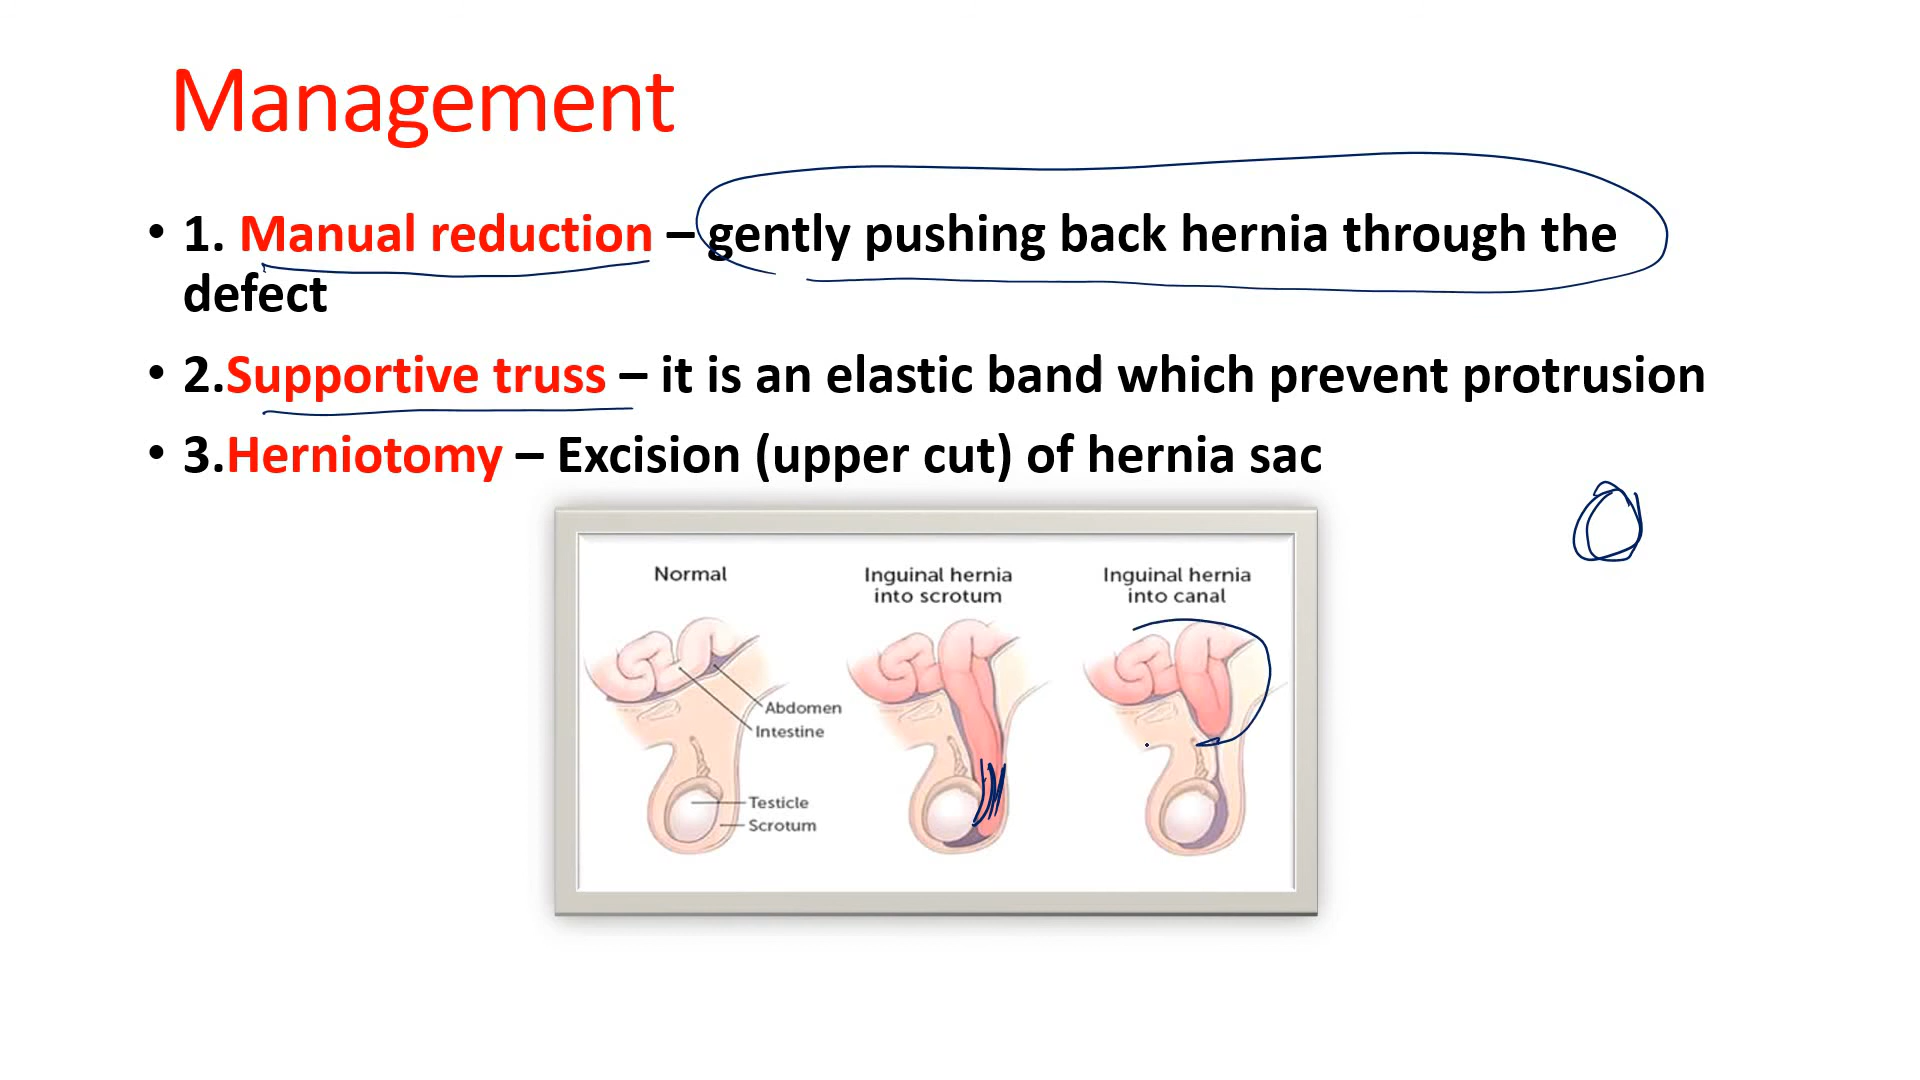 Management
• 1. Manual reduction – gently pushing back hernia through the
defect
• 2.Supportive truss – it is an elastic band which prevent protrusion
• 3.Herniotomy – Excision (upper cut) of hernia sac
Normal
Inguinal hernia
into scrotum
Inguinal hernia
into canal
Abdomen
Intestine
Testicle
Scrotum